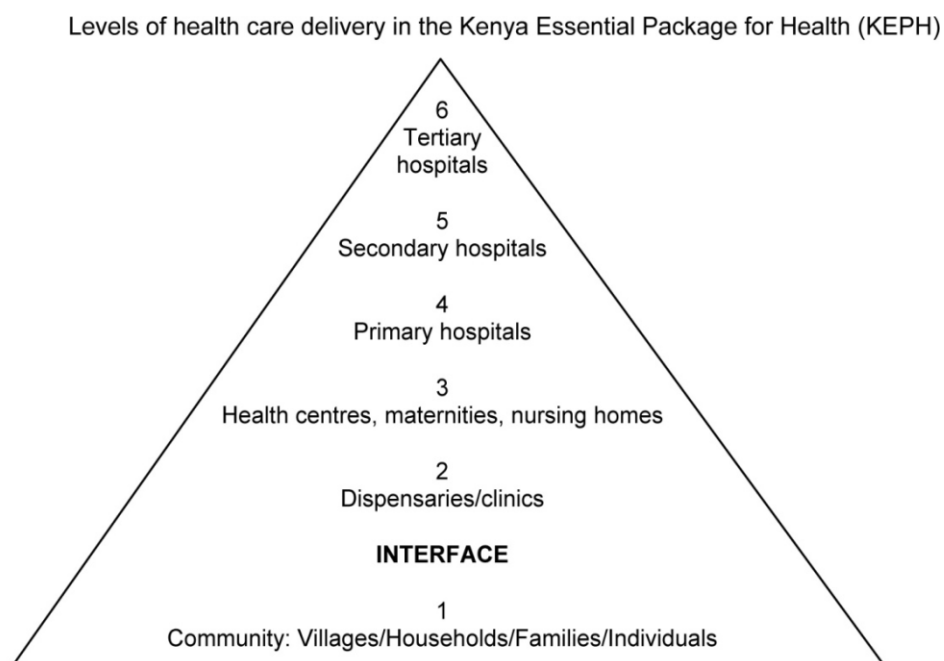 Levels of health care delivery in the Kenya Essential Package for Health (KEPH)
6
Tertiary
hospitals
5
Secondary hospitals
4
Primary hospitals
3
Health centres, maternities, nursing homes
2
Dispensaries/clinics
INTERFACE
1
Community: Villages/Households/Families/Individuals